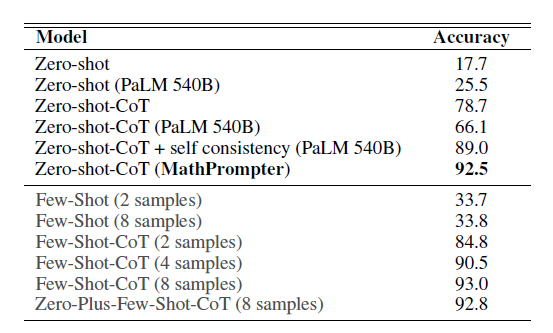 Model Accuracy
Zero-shot 17.7
Zero-shot (PaLM 540B) 25.5
Zero-shot-CoT 78.7
Zero-shot-CoT (PaLM 540B) 66.1
Zero-shot-CoT + self consistency (PaLM 540B) 89.0
Zero-shot-CoT (MathPrompter) 92.5
Few-Shot (2 samples) 33.7
Few-Shot (8 samples) 33.8
Few-Shot-CoT (2 samples) 84.8
Few-Shot-CoT (4 samples) 90.5
Few-Shot-CoT (8 samples) 93.0
Zero-Plus-Few-Shot-CoT (8 samples) 92.8